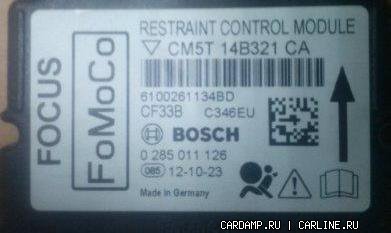 FOCUS
FoMoCo
RESTRAINT CONTROL MODULE
CM5T 14B321 CA
6100261134BD
CF33B C346EU
BOSCH
0 285 011 126
085 12-10-23
Made in Germany
CARDAMP.RU | CARLINE.RU